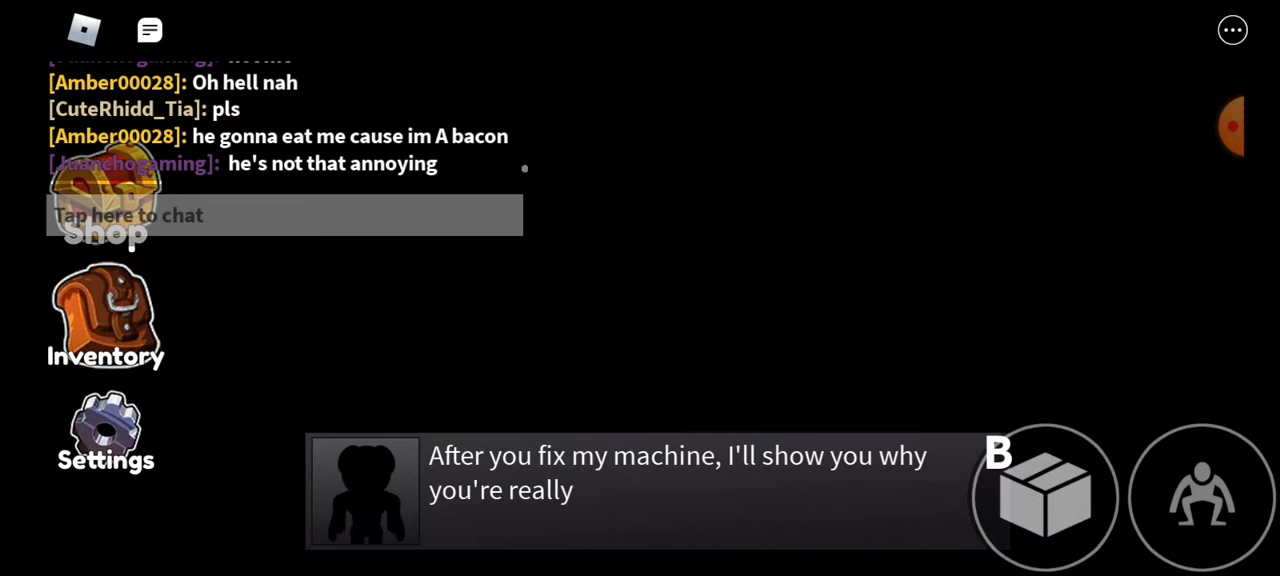 [Amber00028]: Oh hell nah
[CuteRhidd_Tia]: pls
[Amber00028]: he gonna eat me cause im A bacon
[Juanchogaming]: he's not that annoying
Tap here to chat
Shop
Inventory
Settings
After you fix my machine, I'll show you why
you're really
B